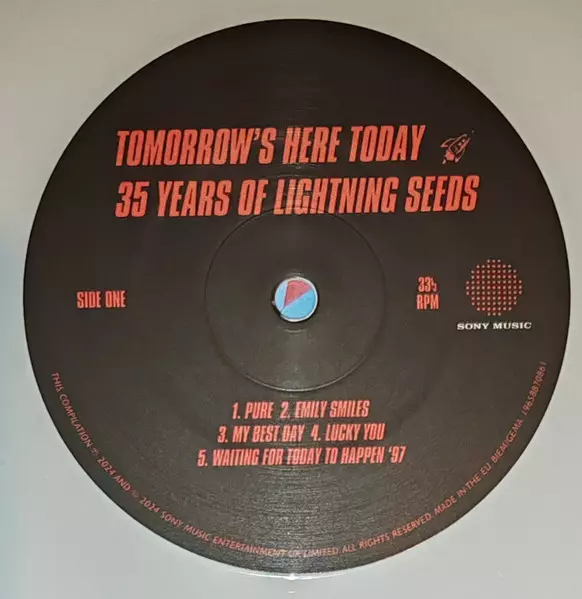 TOMORROW'S HERE TODAY
35 YEARS OF LIGHTNING SEEDS
SIDE ONE
33⅓
RPM
SONY MUSIC
1. PURE 2. EMILY SMILES
3. MY BEST DAY 4. LUCKY YOU
5. WAITING FOR TODAY TO HAPPEN '97
THIS COMPILATION ℗ 2024 AND © 2024 SONY MUSIC ENTERTAINMENT UK LIMITED. ALL RIGHTS RESERVED. MADE IN THE EU. BIEM/GEMA. 19658870861